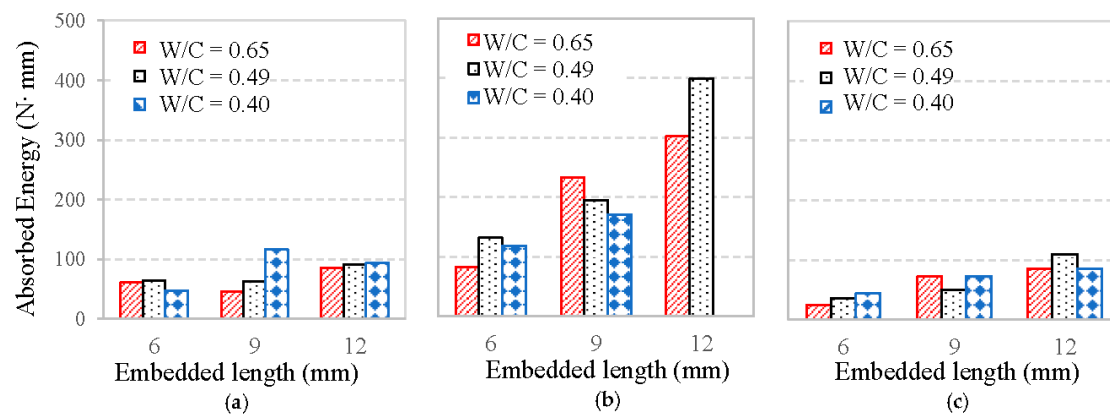 Absorbed Energy (N· mm)
500
400
300
200
100
0
W/C = 0.65
W/C = 0.49
W/C = 0.40
6 9 12
Embedded length (mm)
(a)
W/C = 0.65
W/C = 0.49
W/C = 0.40
6 9 12
Embedded length (mm)
(b)
W/C = 0.65
W/C = 0.49
W/C = 0.40
6 9 12
Embedded length (mm)
(c)